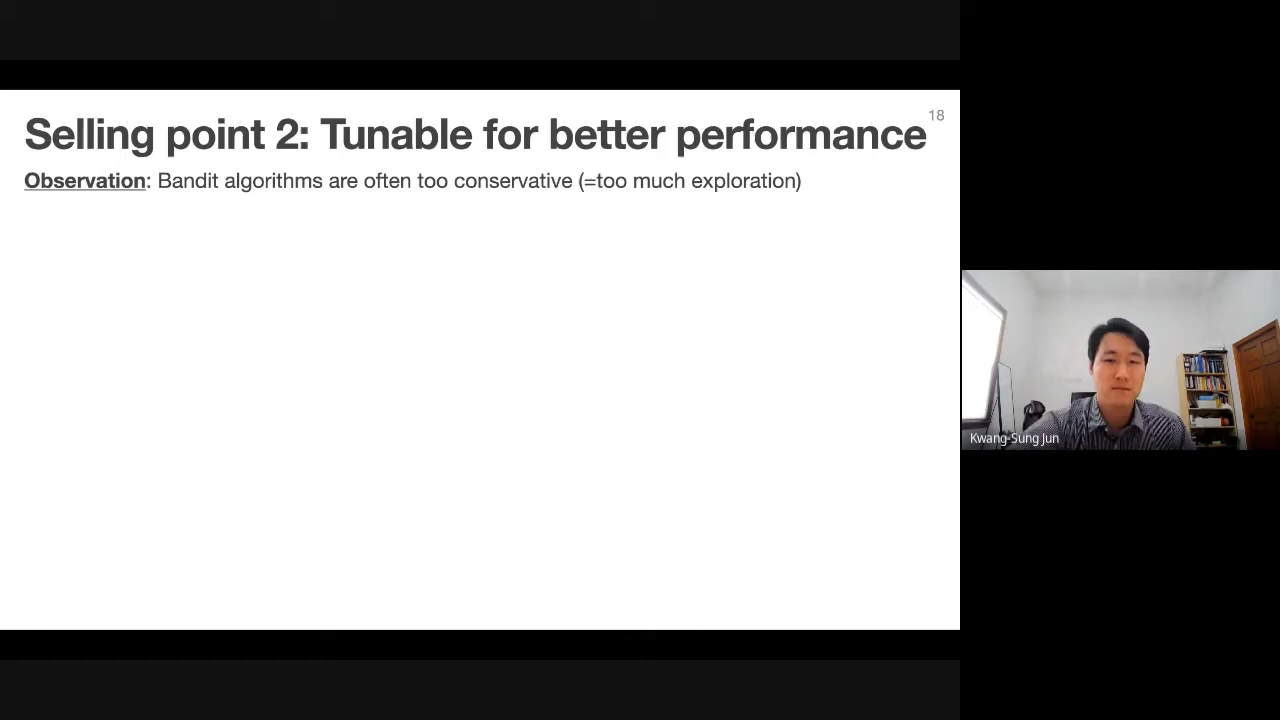 Selling point 2: Tunable for better performance
18
Observation: Bandit algorithms are often too conservative (=too much exploration)
Kwang-Sung Jun